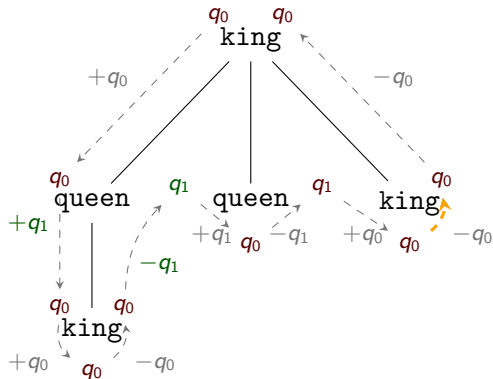 q₀ q₀
king
+q₀ −q₀
q₀ q₁ q₁ q₀
queen queen king
+q₁ +q₁ q₀ −q₁ +q₀ q₀ −q₀
−q₁
q₀ q₀
king
+q₀ q₀ −q₀